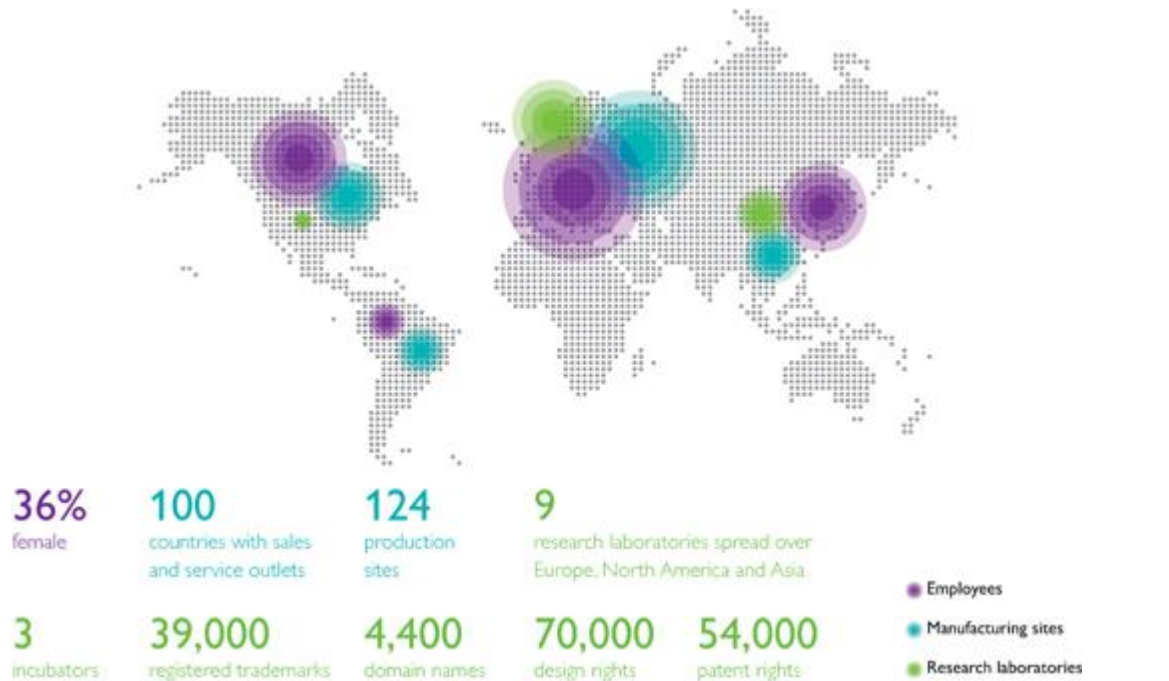 36%
female
100
countries with sales
and service outlets
124
production
sites
9
research laboratories spread over
Europe, North America and Asia
3
incubators
39,000
registered trademarks
4,400
domain names
70,000
design rights
54,000
patent rights
Employees
Manufacturing sites
Research laboratories